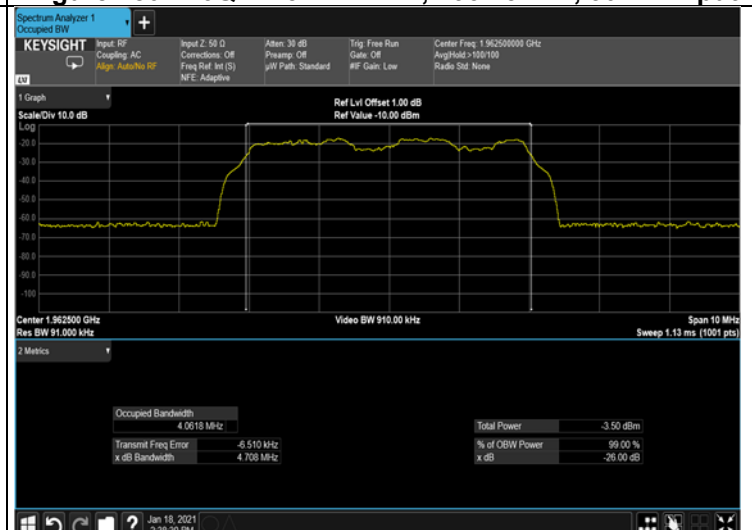 Spectrum Analyzer 1
Occupied BW
+
KEYSIGHT
Input: RF
Coupling: AC
Align: Auto/No RF
Input Z: 50 Ω
Corrections: Off
Freq Ref: Int (S)
NFE: Adaptive
Atten: 30 dB
Preamp: Off
µW Path: Standard
Trig: Free Run
Gate: Off
#IF Gain: Low
Center Freq: 1.962500000 GHz
Avg|Hold:>100/100
Radio Std: None
LXI
1 Graph
Scale/Div 10.0 dB
Ref Lvl Offset 1.00 dB
Ref Value -10.00 dBm
Log
-20.0
-30.0
-40.0
-50.0
-60.0
-70.0
-80.0
-90.0
-100
Center 1.962500 GHz
Res BW 91.000 kHz
Video BW 910.00 kHz
Span 10 MHz
Sweep 1.13 ms (1001 pts)
2 Metrics
Occupied Bandwidth
4.0618 MHz
Transmit Freq Error -6.510 kHz
x dB Bandwidth 4.708 MHz
Total Power -3.50 dBm
% of OBW Power 99.00 %
x dB -26.00 dB
?
Jan 18, 2021